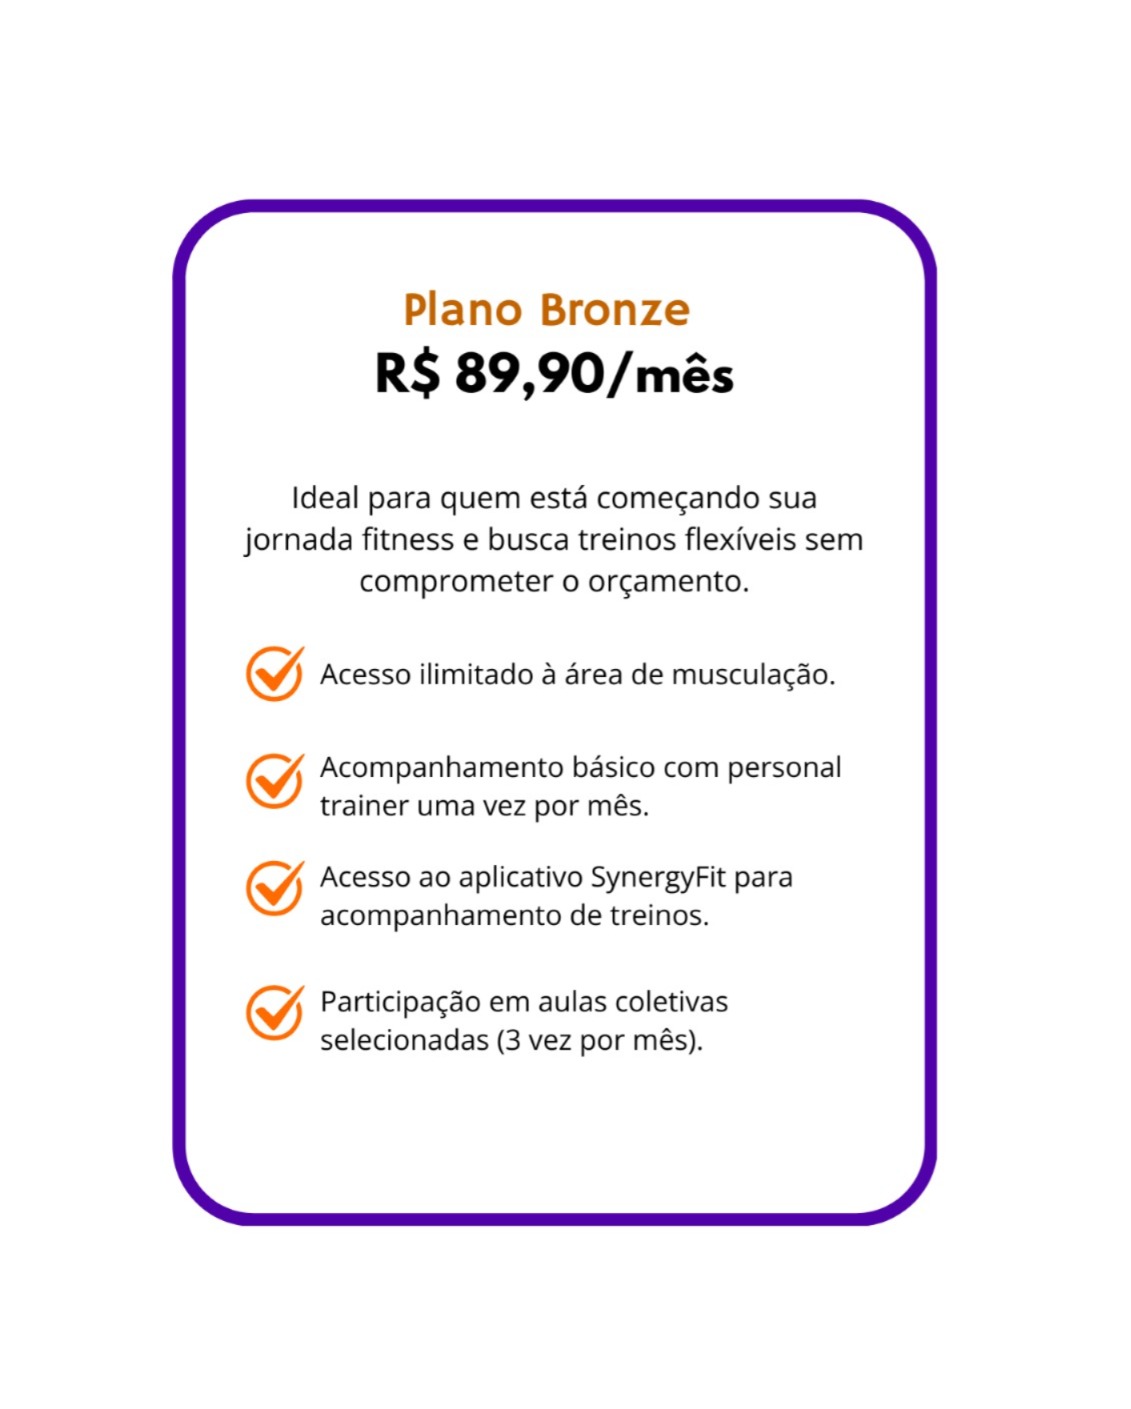 Plano Bronze
R$ 89,90/mês
Ideal para quem está começando sua
jornada fitness e busca treinos flexíveis sem
comprometer o orçamento.
Acesso ilimitado à área de musculação.
Acompanhamento básico com personal
trainer uma vez por mês.
Acesso ao aplicativo SynergyFit para
acompanhamento de treinos.
Participação em aulas coletivas
selecionadas (3 vez por mês).